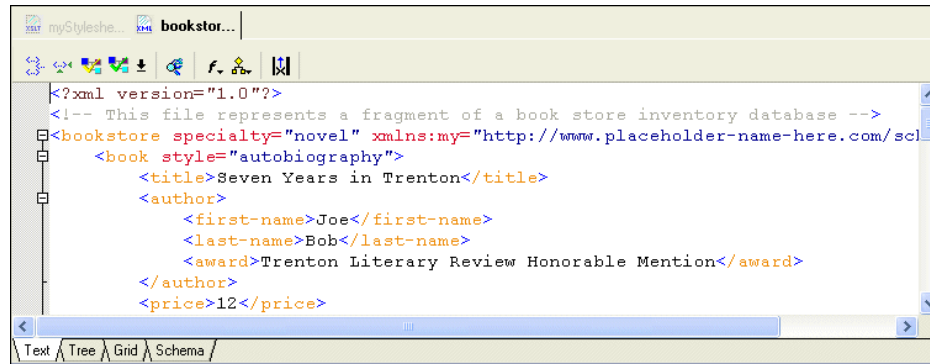 myStyleshe... bookstor...
<?xml version="1.0"?>
<!-- This file represents a fragment of a book store inventory database -->
<bookstore specialty="novel" xmlns:my="http://www.placeholder-name-here.com/scl
<book style="autobiography">
<title>Seven Years in Trenton</title>
<author>
<first-name>Joe</first-name>
<last-name>Bob</last-name>
<award>Trenton Literary Review Honorable Mention</award>
</author>
<price>12</price>
Text Tree Grid Schema